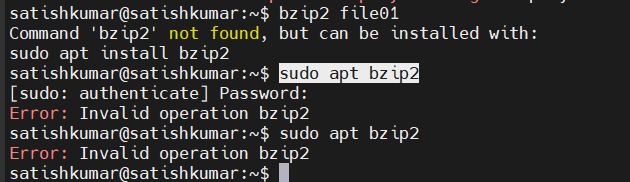 satishkumar@satishkumar:~$ bzip2 file01
Command 'bzip2' not found, but can be installed with:
sudo apt install bzip2
satishkumar@satishkumar:~$ sudo apt bzip2
[sudo: authenticate] Password:
Error: Invalid operation bzip2
satishkumar@satishkumar:~$ sudo apt bzip2
Error: Invalid operation bzip2
satishkumar@satishkumar:~$